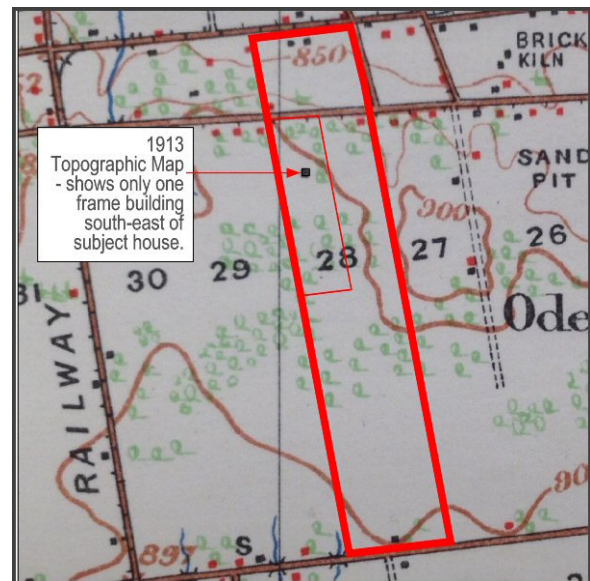 850
BRICK
KILN
1913
Topographic Map
- shows only one
frame building
south-east of
subject house.
SAND
PIT
900
30
29
28
27
26
Ode
RAILWAY
897
S